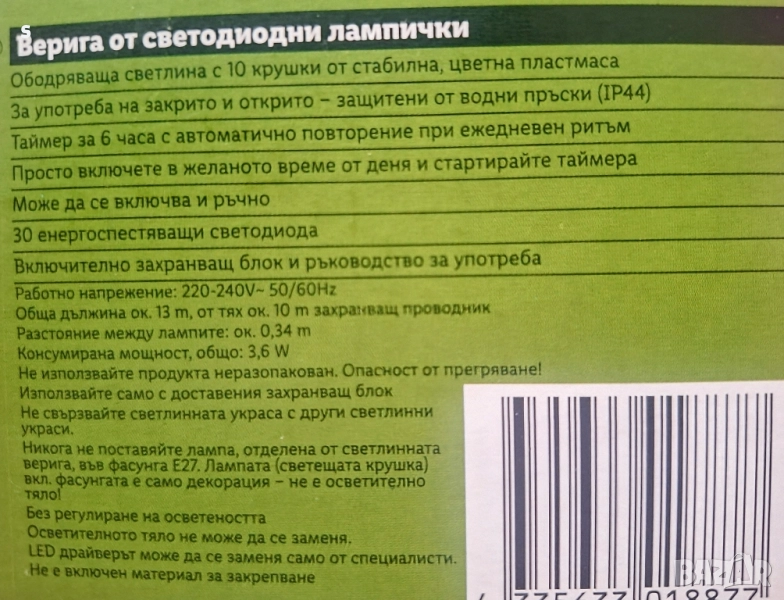 Верига от светодиодни лампички
Ободряваща светлина с 10 крушки от стабилна, цветна пластмаса
За употреба на закрито и открито – защитени от водни пръски (IP44)
Таймер за 6 часа с автоматично повторение при ежедневен ритъм
Просто включете в желаното време от деня и стартирайте таймера
Може да се включва и ръчно
30 енергоспестяващи светодиода
Включително захранващ блок и ръководство за употреба
Работно напрежение: 220-240V~ 50/60Hz
Обща дължина ок. 13 m, от тях ок. 10 m захранващ проводник
Разстояние между лампите: ок. 0,34 m
Консумирана мощност, общо: 3,6 W
Не използвайте продукта неразопакован. Опасност от прегряване!
Използвайте само с доставения захранващ блок
Не свързвайте светлинната украса с други светлинни
украси.
Никога не поставяйте лампа, отделена от светлинната
верига, във фасунга E27. Лампата (светещата крушка)
вкл. фасунгата е само декорация – не е осветително
тяло!
Без регулиране на осветеността
Осветителното тяло не може да се заменя.
LED драйверът може да се заменя само от специалисти.
Не е включен материал за закрепване
4 335633 018877
BAZAR